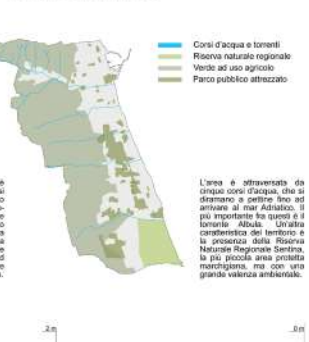 Corsi d'acqua e torrenti
Riserva naturale regionale
Verde ad uso agricolo
Parco pubblico attrezzato
L'area è attraversata da
cinque corsi d'acqua, che si
diramano a pettine fino ad
arrivare al mar Adriatico. Il
più importante fra questi è il
torrente Albula. Un'altra
caratteristica del territorio è
la presenza della Riserva
Naturale Regionale Sentina,
la più piccola area protetta
marchigiana, ma con una
grande valenza ambientale.
2 m
0 m